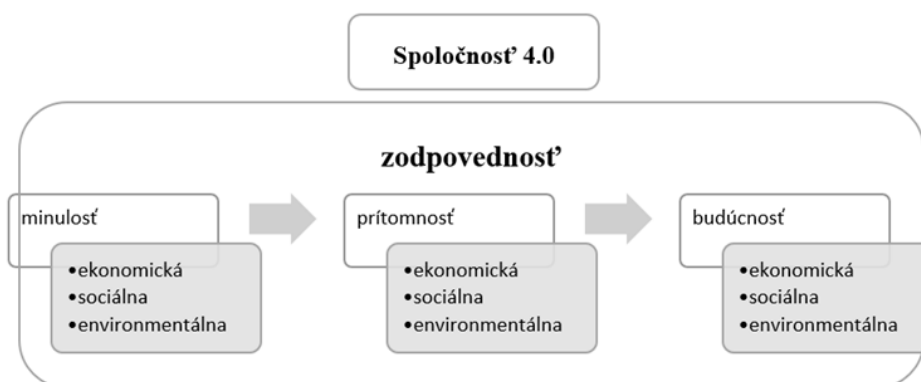 Spoločnosť 4.0
zodpovednosť
minulosť
•ekonomická
•sociálna
•environmentálna
prítomnosť
•ekonomická
•sociálna
•environmentálna
budúcnosť
•ekonomická
•sociálna
•environmentálna